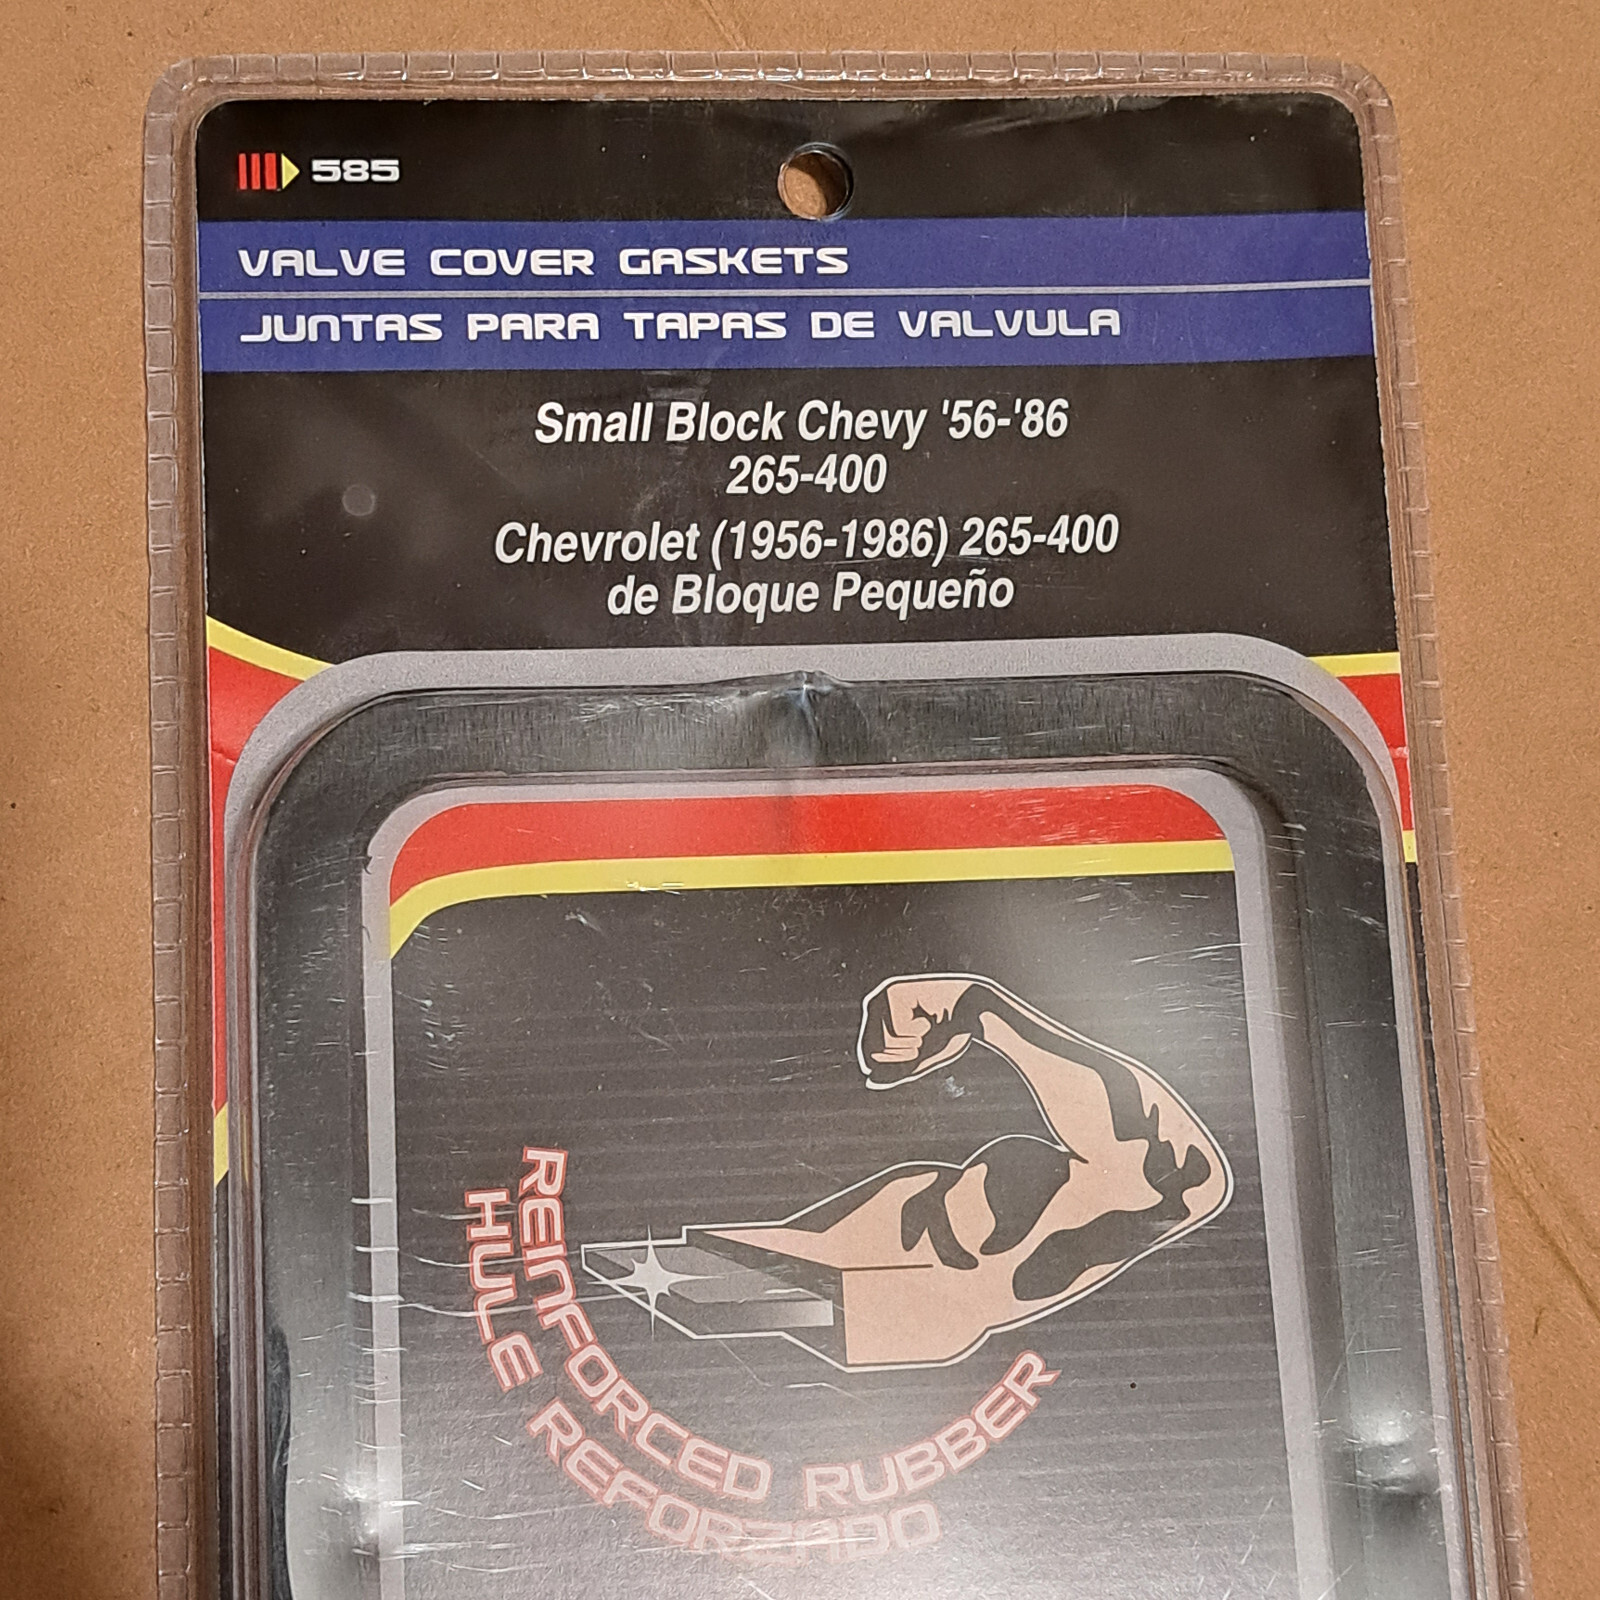 585
VALVE COVER GASKETS
JUNTAS PARA TAPAS DE VALVULA
Small Block Chevy '56-'86
265-400
Chevrolet (1956-1986) 265-400
de Bloque Pequeño
REINFORCED RUBBER
HULE REFORZADO